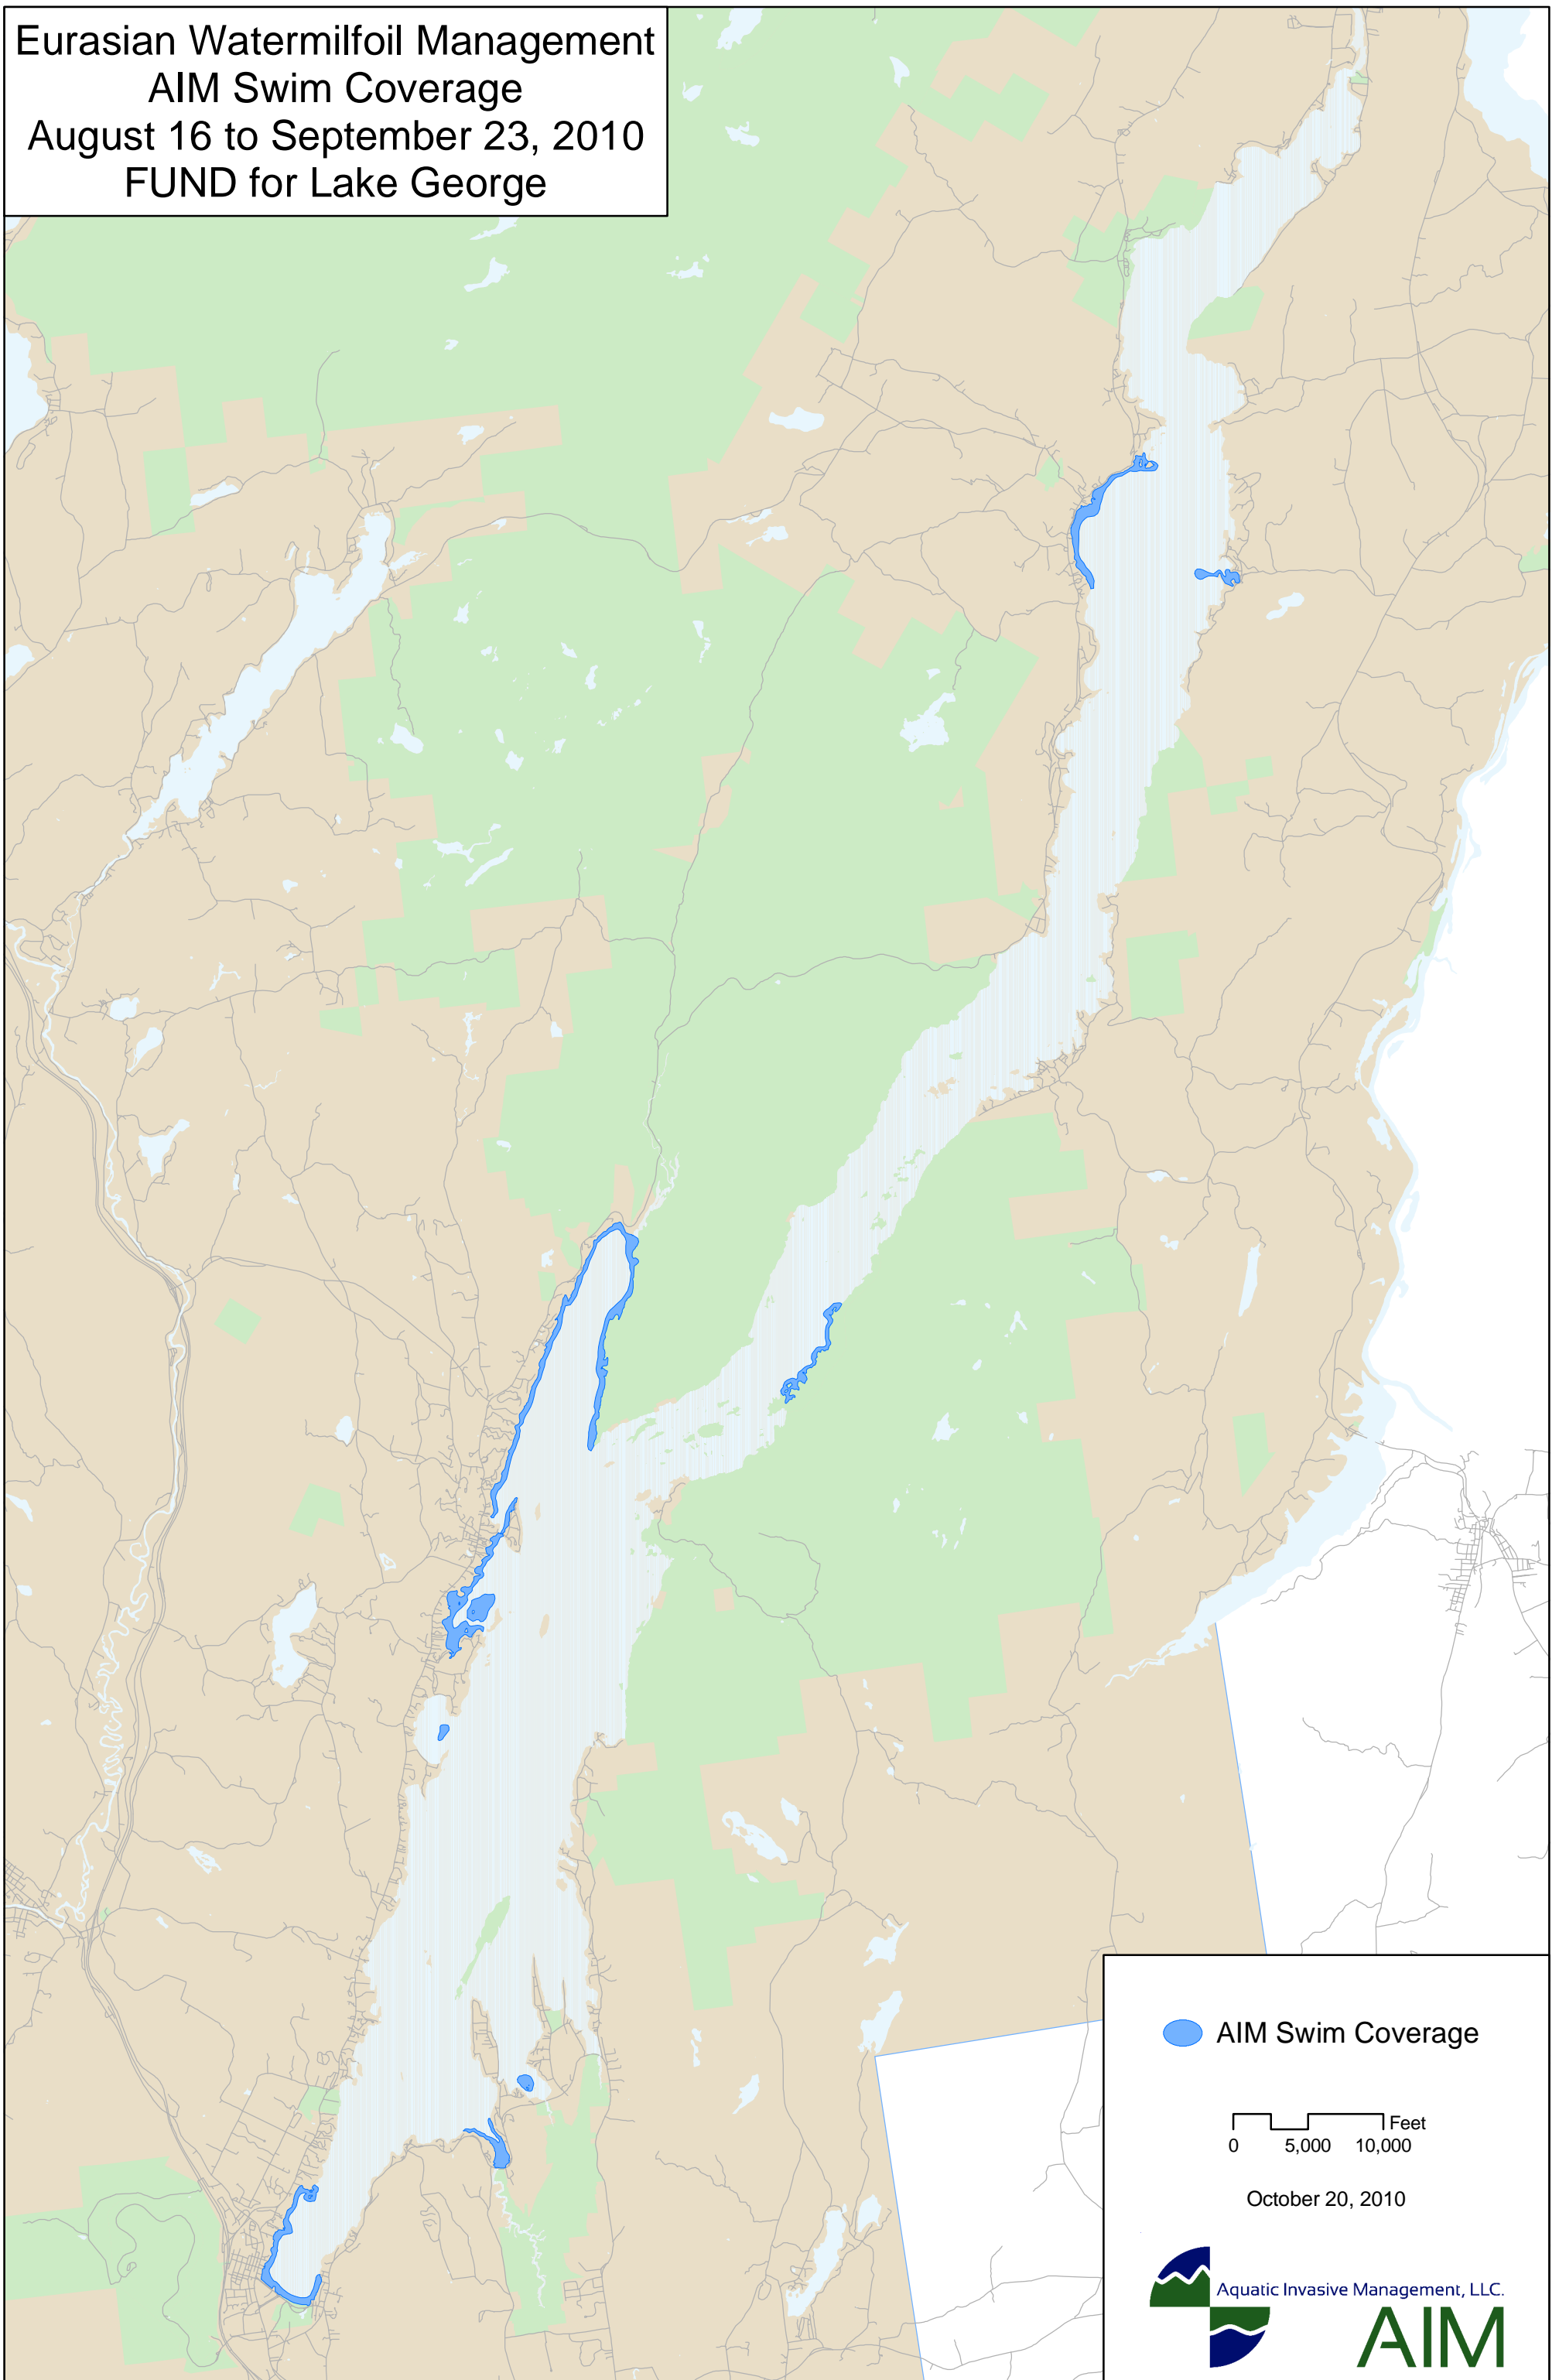 Eurasian Watermilfoil Management
AIM Swim Coverage
August 16 to September 23, 2010
FUND for Lake George
AIM Swim Coverage
Feet
0 5,000 10,000
October 20, 2010
Aquatic Invasive Management, LLC.
AIM